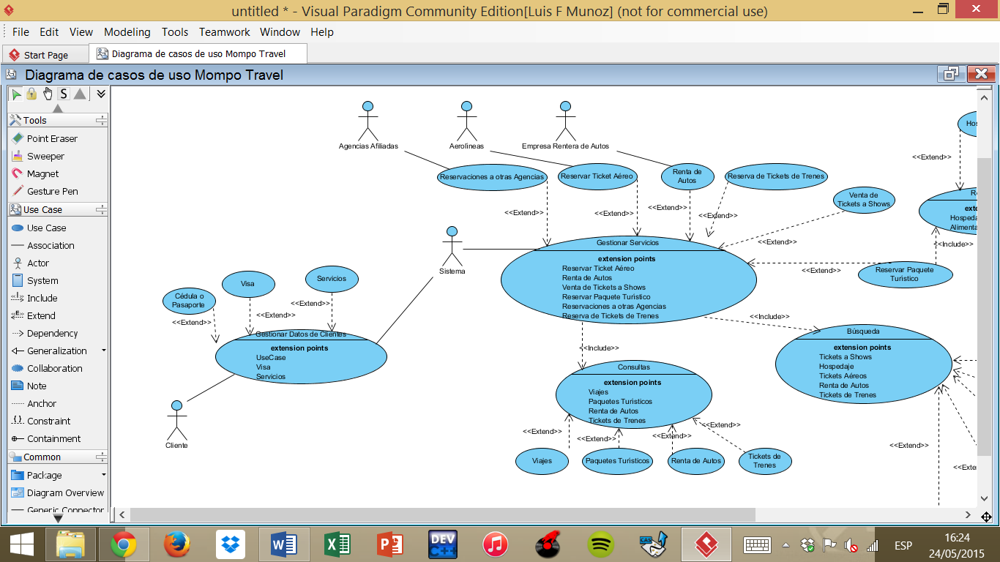 untitled * - Visual Paradigm Community Edition[Luis F Munoz] (not for commercial use)
File Edit View Modeling Tools Teamwork Window Help
Start Page
Diagrama de casos de uso Mompo Travel
Diagrama de casos de uso Mompo Travel
S
Tools
Point Eraser
Sweeper
Magnet
Gesture Pen
Use Case
Use Case
Association
Actor
System
Include
Extend
Dependency
Generalization
Collaboration
Note
Anchor
Constraint
Containment
Common
Package
Diagram Overview
Generic Connector
Agencias Afiliadas
Aerolíneas
Empresa Rentera de Autos
Reservaciones a otras Agencias
Reservar Ticket Aéreo
Renta de
Autos
Reserva de Tickets de Trenes
Venta de
Tickets a Shows
<<Extend>>
<<Extend>>
<<Extend>>
<<Extend>>
<<Extend>>
<<Extend>>
<<Extend>>
<<Include>>
Hospeda
Alimenta
Reservar Paquete
Turístico
Sistema
Gestionar Servicios
extension points
Reservar Ticket Aéreo
Renta de Autos
Venta de Tickets a Shows
Reservar Paquete Turístico
Reservaciones a otras Agencias
Reserva de Tickets de Trenes
Cédula o
Pasaporte
Visa
Servicios
<<Extend>>
<<Extend>>
<<Extend>>
Gestionar Datos de Clientes
extension points
UseCase
Visa
Servicios
Cliente
<<Include>>
<<Include>>
Búsqueda
extension points
Tickets a Shows
Hospedaje
Tickets Aéreos
Renta de Autos
Tickets de Trenes
Consultas
extension points
Viajes
Paquetes Turísticos
Renta de Autos
Tickets de Trenes
<<Extend>>
<<Extend>>
<<Extend>>
<<Extend>>
<<Extend>>
Viajes
Paquetes Turísticos
Renta de Autos
Tickets de
Trenes
DEV
C++
CAS
ESP
16:24
24/05/2015